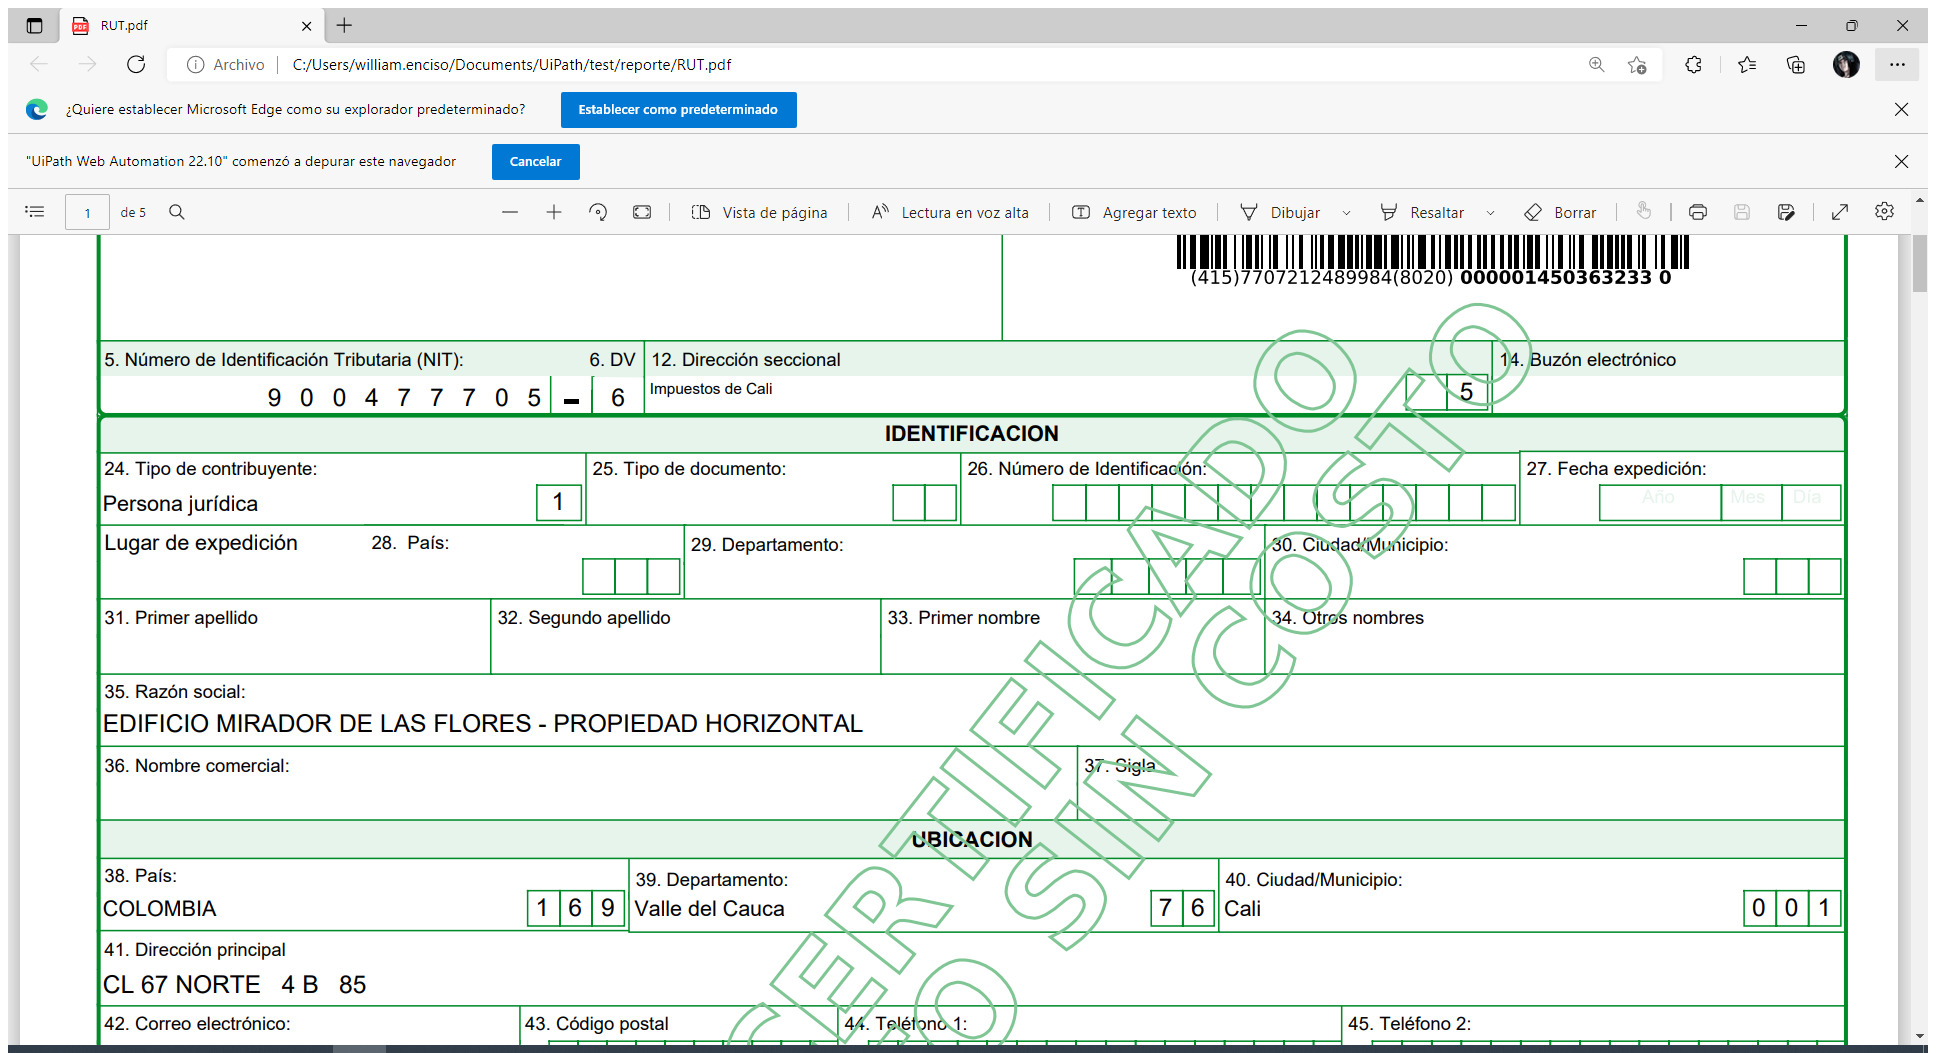 RUT.pdf
Archivo C:/Users/william.enciso/Documents/UiPath/test/reporte/RUT.pdf
¿Quiere establecer Microsoft Edge como su explorador predeterminado? Establecer como predeterminado
"UiPath Web Automation 22.10" comenzó a depurar este navegador Cancelar
1 de 5 Vista de página Lectura en voz alta Agregar texto Dibujar Resaltar Borrar
(415)7707212489984(8020) 000001450363233 0
5. Número de Identificación Tributaria (NIT): 6. DV 12. Dirección seccional 14. Buzón electrónico
9 0 0 4 7 7 7 0 5 - 6 Impuestos de Cali 5
IDENTIFICACION
24. Tipo de contribuyente: 25. Tipo de documento: 26. Número de Identificación: 27. Fecha expedición:
Persona jurídica 1 Año Mes Día
Lugar de expedición 28. País: 29. Departamento: 30. Ciudad/Municipio:
31. Primer apellido 32. Segundo apellido 33. Primer nombre 34. Otros nombres
35. Razón social:
EDIFICIO MIRADOR DE LAS FLORES - PROPIEDAD HORIZONTAL
36. Nombre comercial: 37. Sigla
UBICACION
38. País: 39. Departamento: 40. Ciudad/Municipio:
COLOMBIA 1 6 9 Valle del Cauca 7 6 Cali 0 0 1
41. Dirección principal
CL 67 NORTE 4 B 85
42. Correo electrónico: 43. Código postal 44. Teléfono 1: 45. Teléfono 2:
CERTIFICADO
SIN COSTO